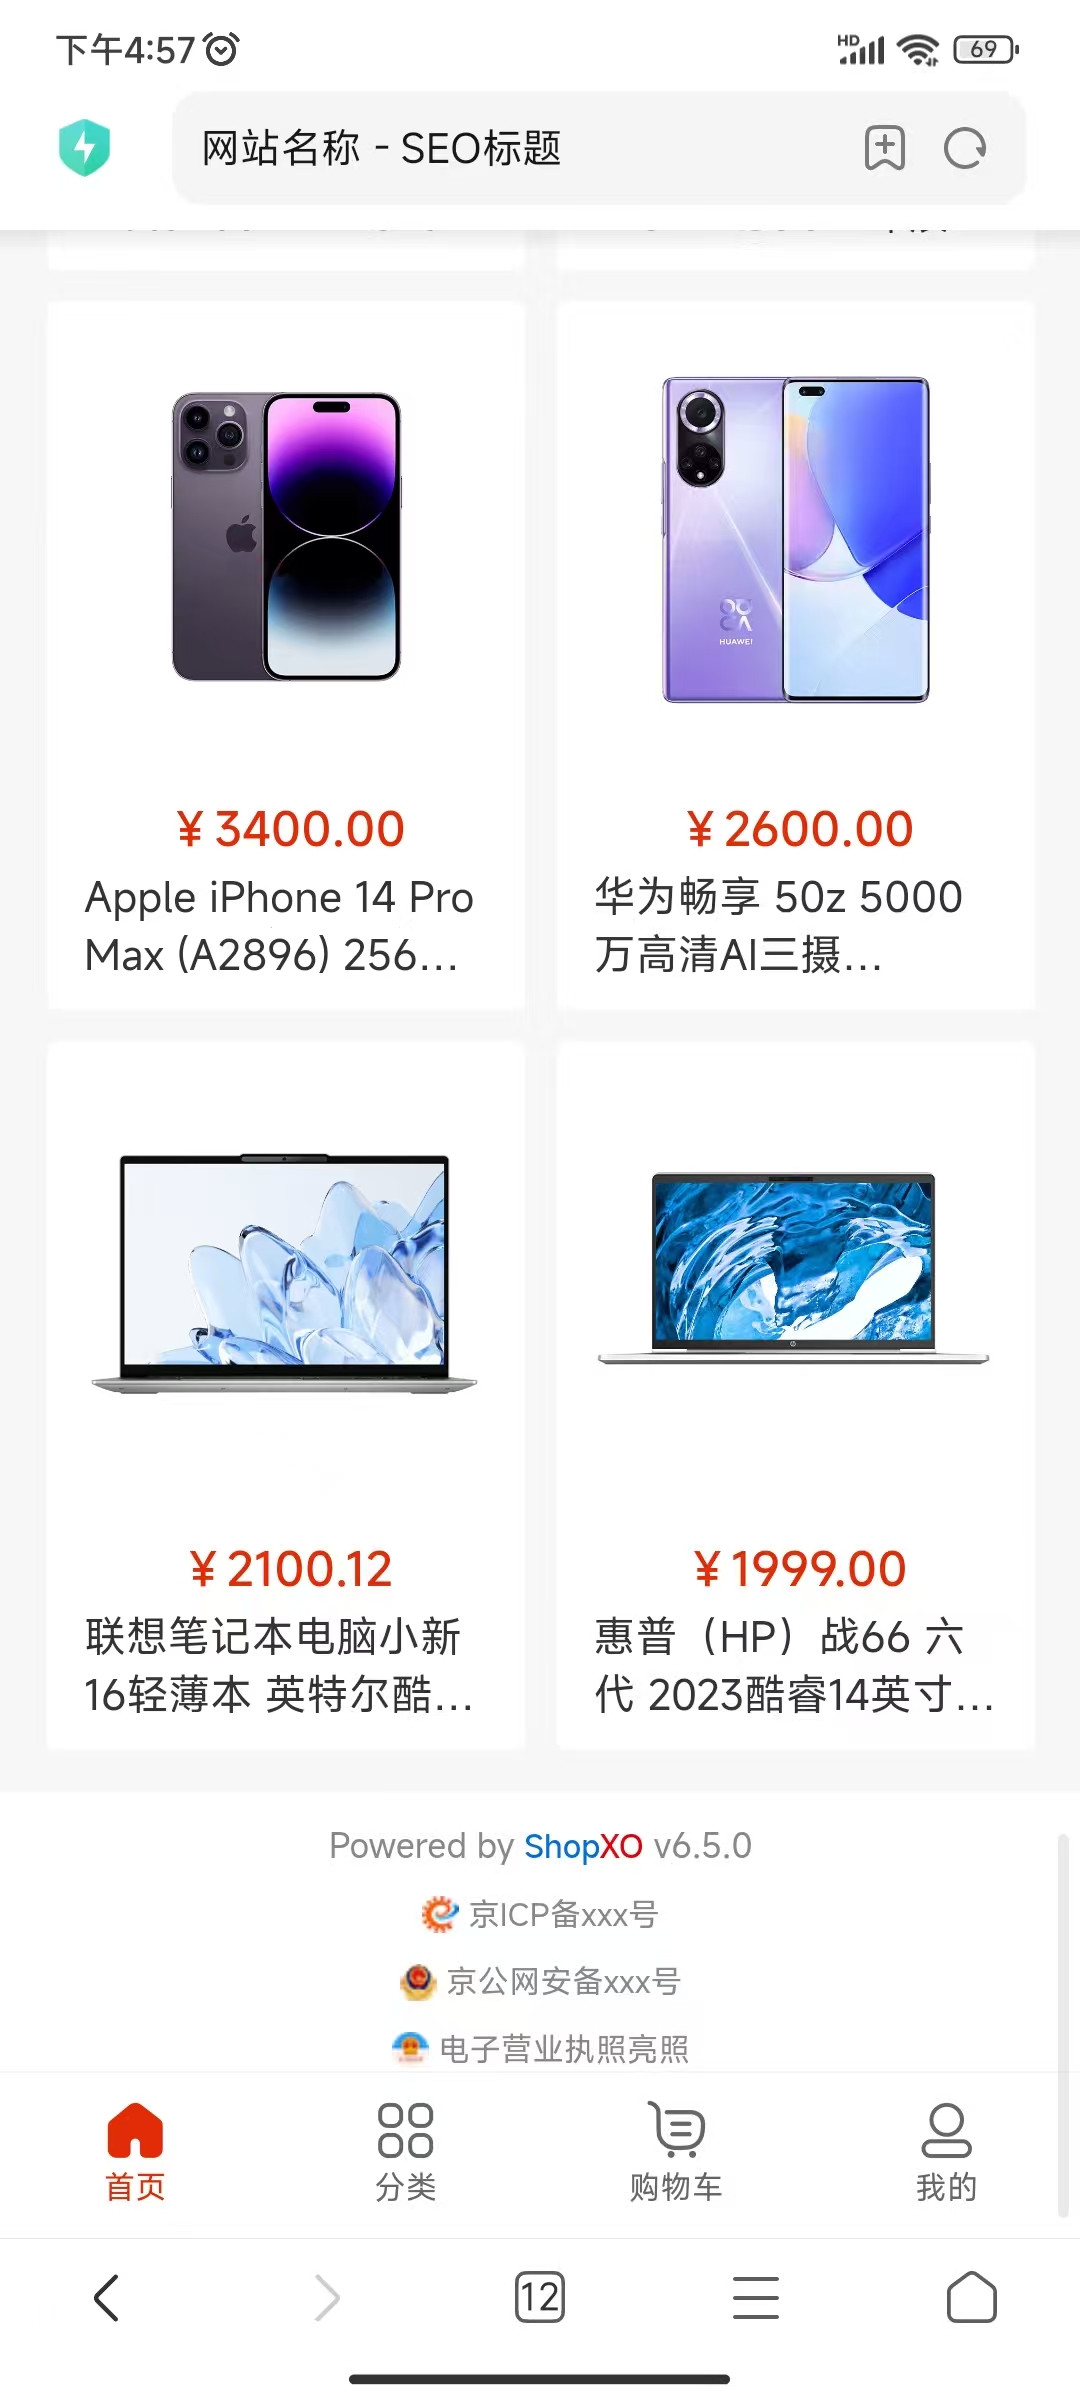 下午4:57
HD
69
网站名称 - SEO标题
HUAWEI
¥ 3400.00
Apple iPhone 14 Pro
Max (A2896) 256...
¥ 2600.00
华为畅享 50z 5000
万高清AI三摄...
¥ 2100.12
联想笔记本电脑小新
16轻薄本 英特尔酷...
¥ 1999.00
惠普（HP）战66 六
代 2023酷睿14英寸...
Powered by ShopXO v6.5.0
京ICP备xxx号
京公网安备xxx号
电子营业执照亮照
首页
分类
购物车
我的
12